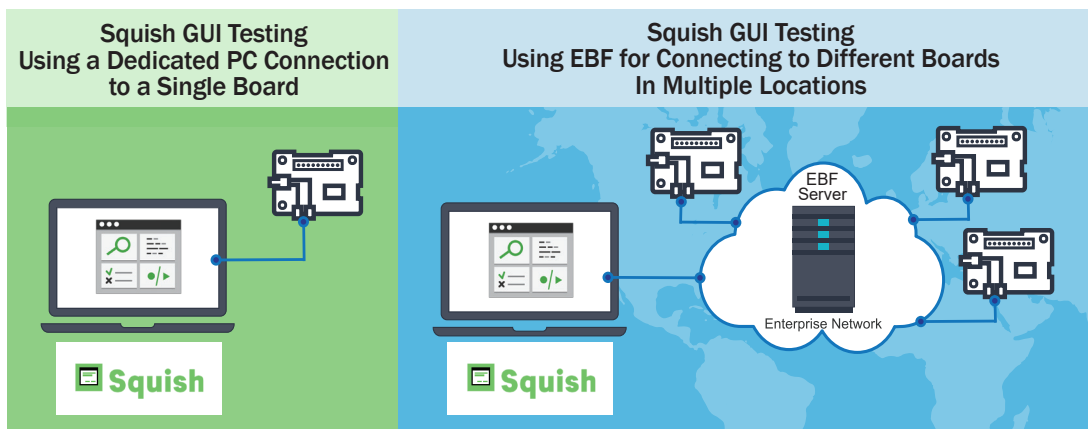 Squish GUI Testing
Using a Dedicated PC Connection
to a Single Board
Squish GUI Testing
Using EBF for Connecting to Different Boards
In Multiple Locations
EBF
Server
Enterprise Network
Squish
Squish